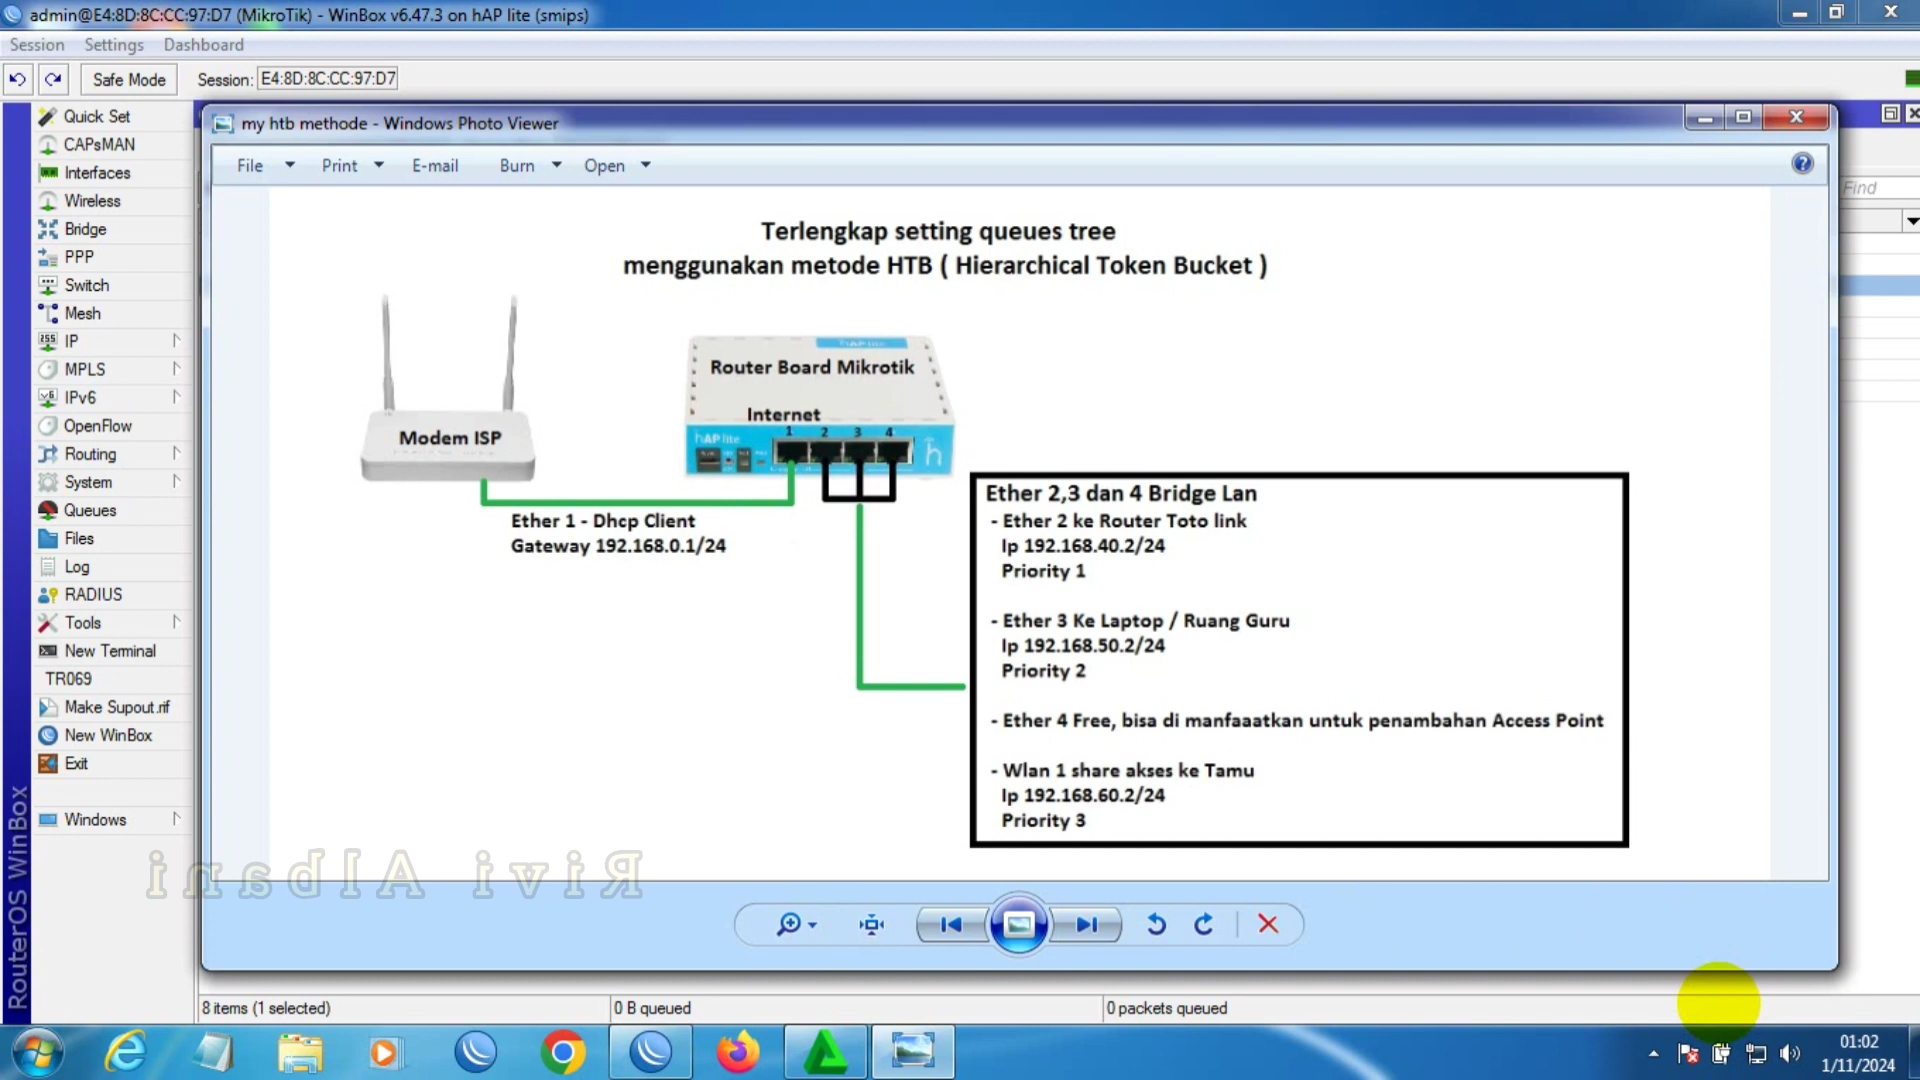 admin@E4:8D:8C:CC:97:D7 (MikroTik) - WinBox v6.47.3 on hAP lite (smips)
Session Settings Dashboard
Safe Mode Session: E4:8D:8C:CC:97:D7
Quick Set
CAPsMAN
Interfaces
Wireless
Bridge
PPP
Switch
Mesh
IP
MPLS
IPv6
OpenFlow
Routing
System
Queues
Files
Log
RADIUS
Tools
New Terminal
TR069
Make Supout.rif
New WinBox
Exit
Windows
RouterOS WinBox
Find
my htb methode - Windows Photo Viewer
File Print E-mail Burn Open
Terlengkap setting queues tree
menggunakan metode HTB ( Hierarchical Token Bucket )
Modem ISP
Router Board Mikrotik
Internet
1 2 3 4
hAP lite
Ether 1 - Dhcp Client
Gateway 192.168.0.1/24
Ether 2,3 dan 4 Bridge Lan
- Ether 2 ke Router Toto link
Ip 192.168.40.2/24
Priority 1
- Ether 3 Ke Laptop / Ruang Guru
Ip 192.168.50.2/24
Priority 2
- Ether 4 Free, bisa di manfaaatkan untuk penambahan Access Point
- Wlan 1 share akses ke Tamu
Ip 192.168.60.2/24
Priority 3
Rivi Albani
8 items (1 selected) 0 B queued 0 packets queued
01:02
1/11/2024